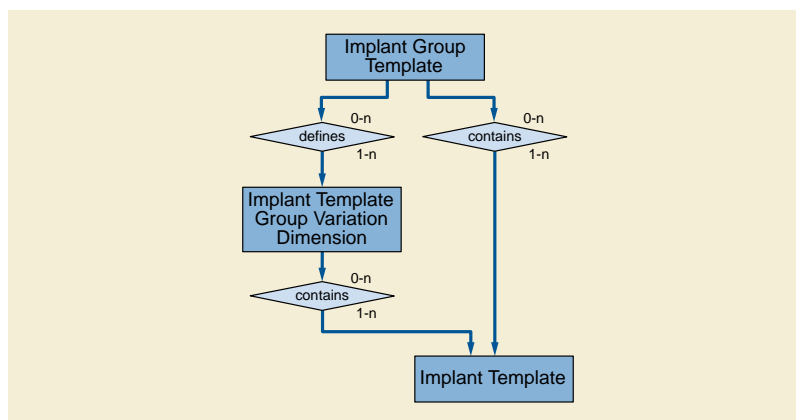 Implant Group
Template
0-n
0-n
defines
contains
1-n
1-n
Implant Template
Group Variation
Dimension
0-n
contains
1-n
Implant Template